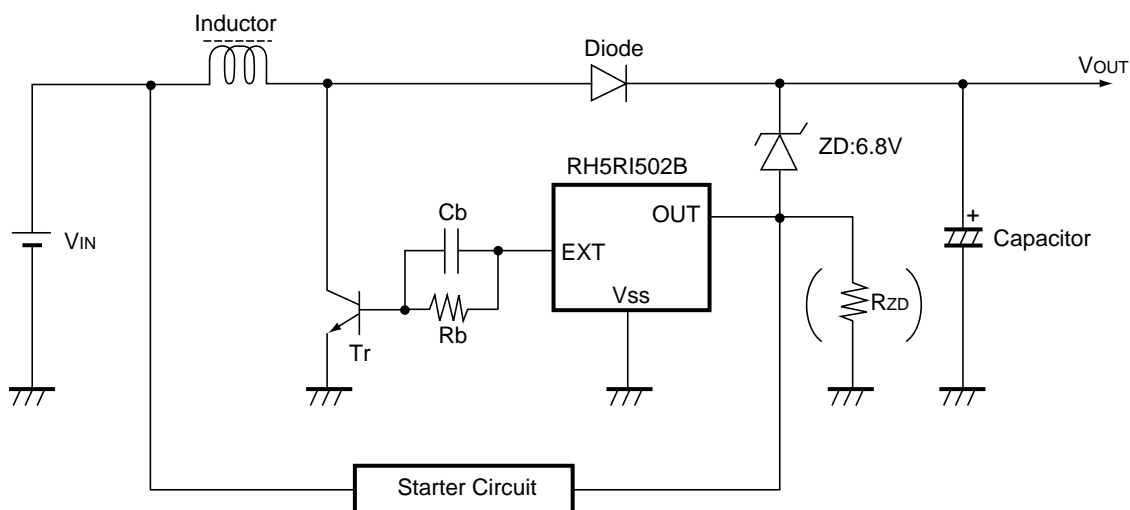 Inductor
Diode
VOUT
ZD:6.8V
RH5RI502B
OUT
Cb
EXT
VIN
+
Capacitor
Vss
RZD
Rb
Tr
Starter Circuit